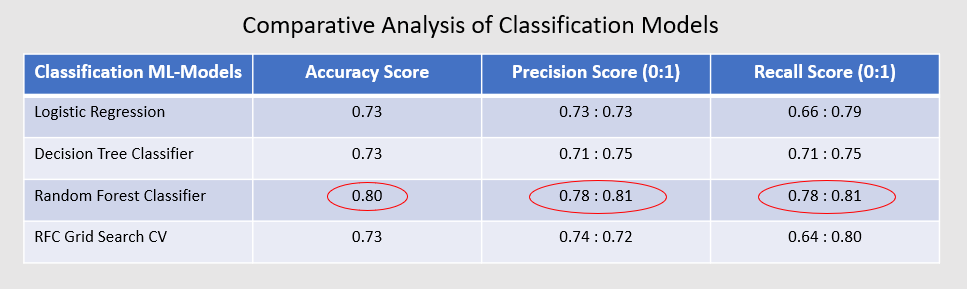 Comparative Analysis of Classification Models
Classification ML-Models Accuracy Score Precision Score (0:1) Recall Score (0:1)
Logistic Regression 0.73 0.73 : 0.73 0.66 : 0.79
Decision Tree Classifier 0.73 0.71 : 0.75 0.71 : 0.75
Random Forest Classifier 0.80 0.78 : 0.81 0.78 : 0.81
RFC Grid Search CV 0.73 0.74 : 0.72 0.64 : 0.80